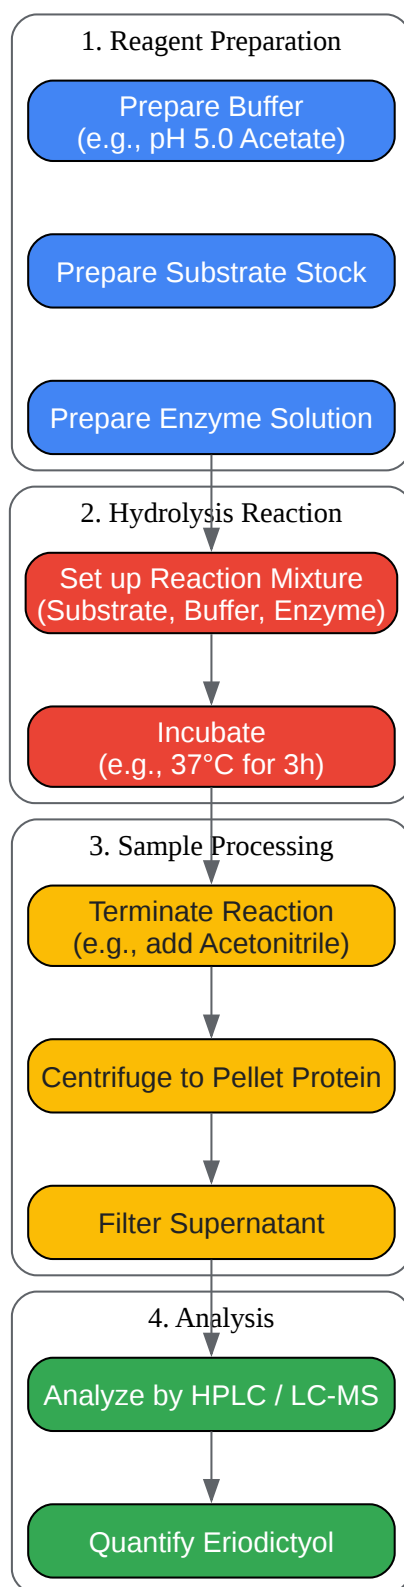 1. Reagent Preparation
Prepare Buffer
(e.g., pH 5.0 Acetate)
Prepare Substrate Stock
Prepare Enzyme Solution
2. Hydrolysis Reaction
Set up Reaction Mixture
(Substrate, Buffer, Enzyme)
Incubate
(e.g., 37°C for 3h)
3. Sample Processing
Terminate Reaction
(e.g., add Acetonitrile)
Centrifuge to Pellet Protein
Filter Supernatant
4. Analysis
Analyze by HPLC / LC-MS
Quantify Eriodictyol